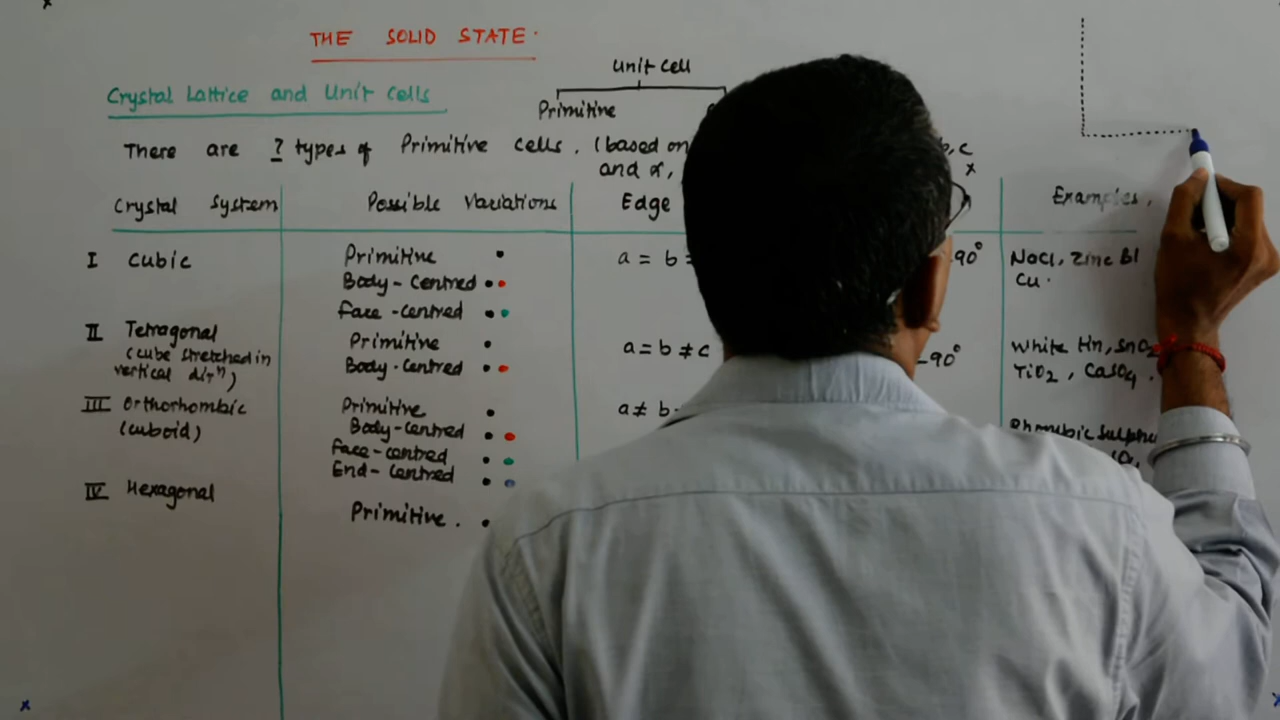 THE SOLID STATE.
Unit cell
Crystal Lattice and Unit Cells
Primitive
There are 7 types of Primitive cells. (based on b, c
and α,
Crystal System Possible Variations Edge Examples,
I Cubic Primitive a = b = 90° NaCl, Zinc Bl
Body-Centred Cu.
Face-centred
II Tetragonal Primitive a = b ≠ c 90° White tin, SnO2
(cube stretched in Body-Centred TiO2, CaSO4.
vertical dirⁿ)
III Orthorhombic Primitive a ≠ b
(cuboid) Body-centred Rhombic Sulphu
Face-centred
End-centred
IV Hexagonal Primitive.